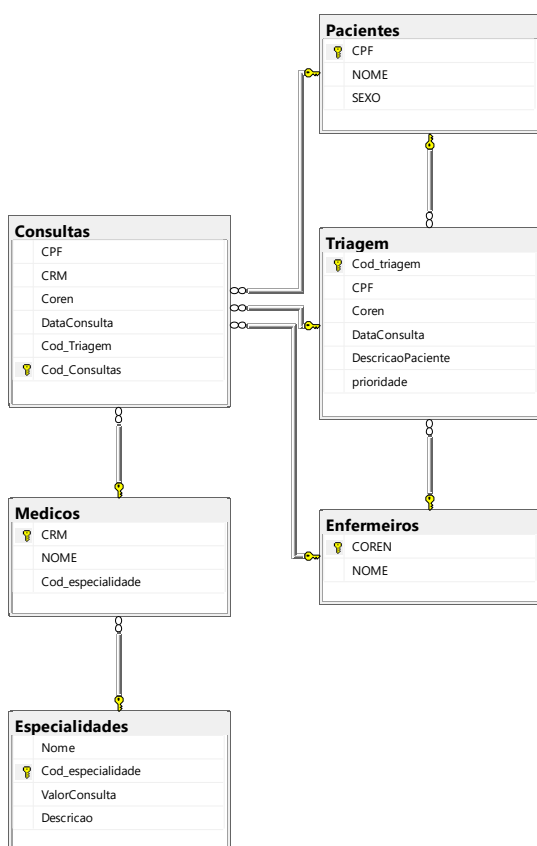 Pacientes
CPF
NOME
SEXO
Consultas
CPF
CRM
Coren
DataConsulta
Cod_Triagem
Cod_Consultas
Triagem
Cod_triagem
CPF
Coren
DataConsulta
DescricaoPaciente
prioridade
Medicos
CRM
NOME
Cod_especialidade
Enfermeiros
COREN
NOME
Especialidades
Nome
Cod_especialidade
ValorConsulta
Descricao